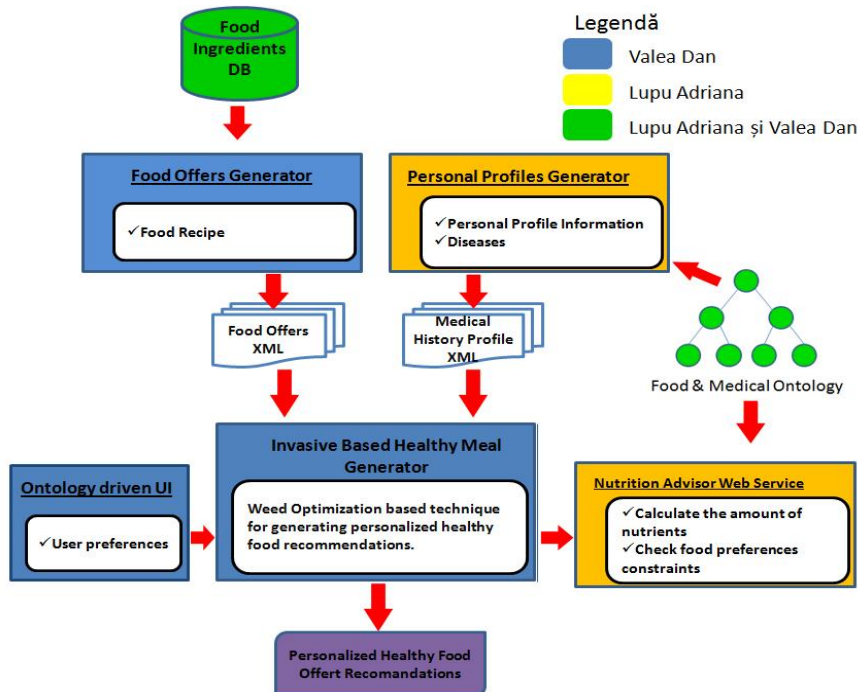 Food
Ingredients
DB
Legendă
Valea Dan
Lupu Adriana
Lupu Adriana și Valea Dan
Food Offers Generator
✓Food Recipe
Personal Profiles Generator
✓Personal Profile Information
✓Diseases
Food Offers
XML
Medical
History Profile
XML
Food & Medical Ontology
Invasive Based Healthy Meal
Generator
Weed Optimization based technique
for generating personalized healthy
food recommendations.
Ontology driven UI
✓User preferences
Nutrition Advisor Web Service
✓Calculate the amount of
nutrients
✓Check food preferences
constraints
Personalized Healthy Food
Offert Recomandations